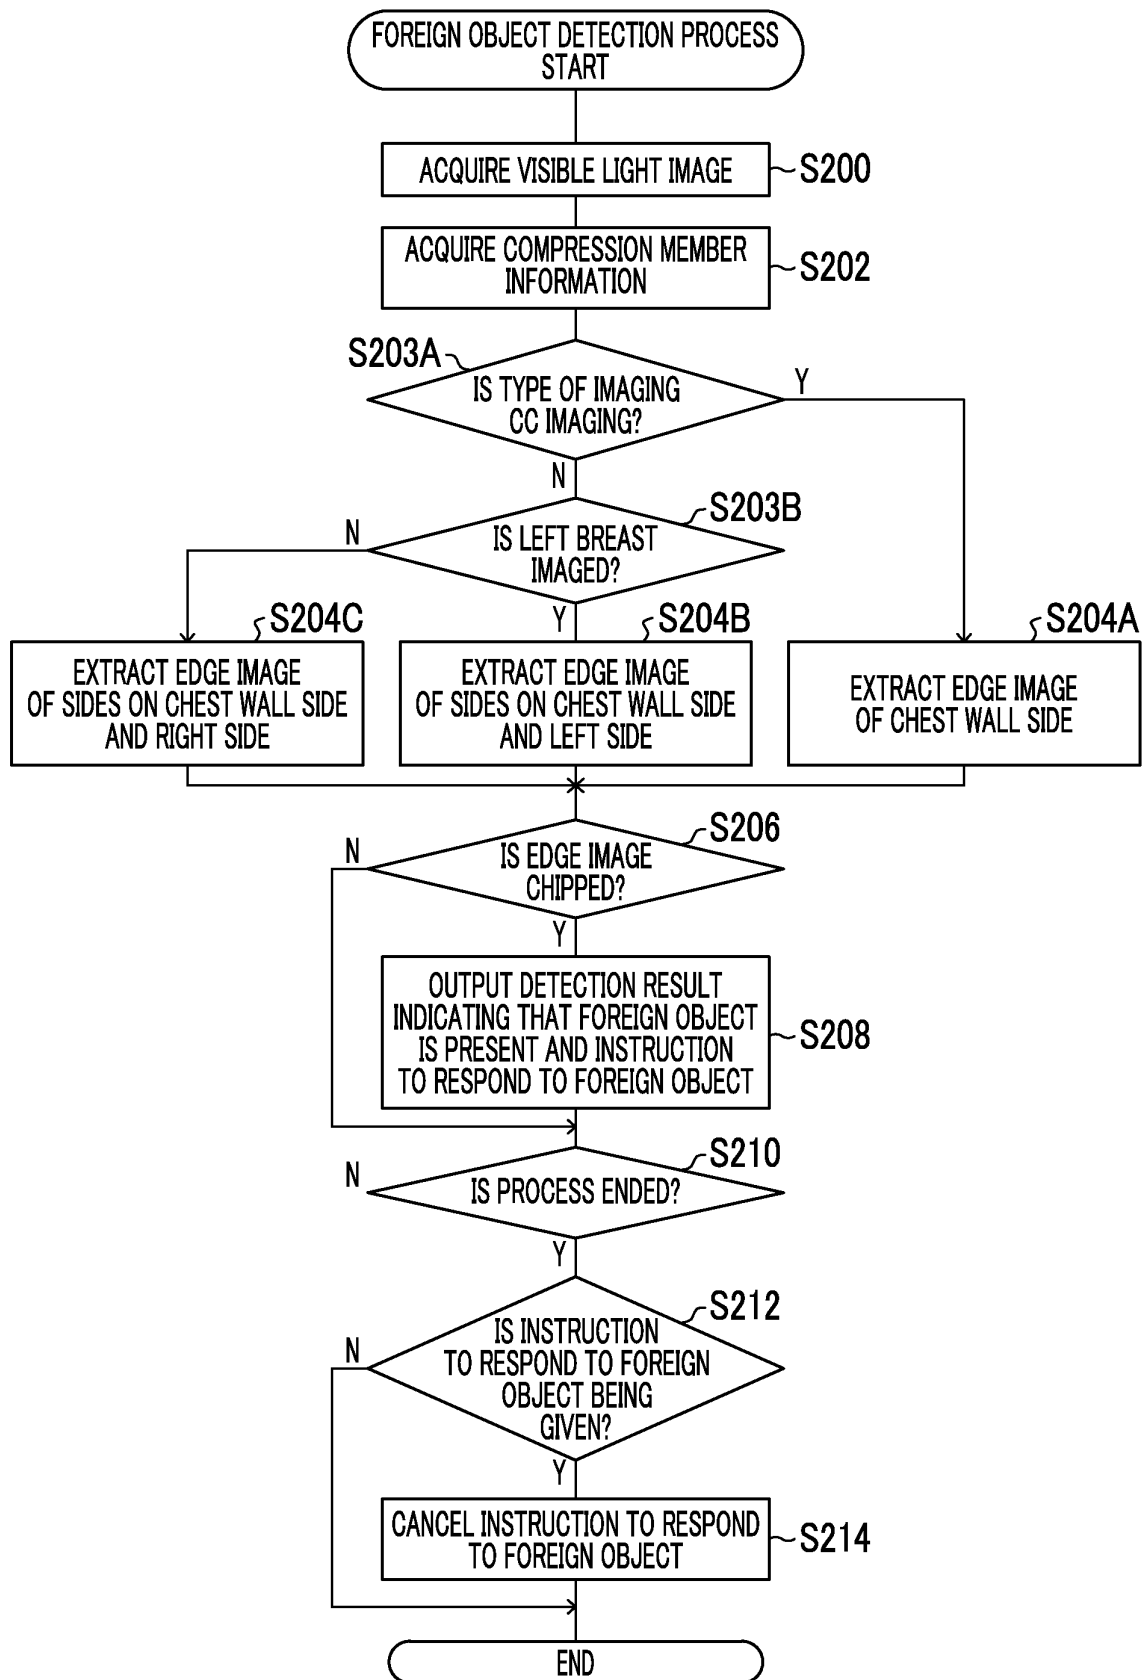 FOREIGN OBJECT DETECTION PROCESS
START
ACQUIRE VISIBLE LIGHT IMAGE
S200
ACQUIRE COMPRESSION MEMBER
INFORMATION
S202
S203A
IS TYPE OF IMAGING
CC IMAGING?
Y
N
S203B
IS LEFT BREAST
IMAGED?
N
Y
S204C
EXTRACT EDGE IMAGE
OF SIDES ON CHEST WALL SIDE
AND RIGHT SIDE
S204B
EXTRACT EDGE IMAGE
OF SIDES ON CHEST WALL SIDE
AND LEFT SIDE
S204A
EXTRACT EDGE IMAGE
OF CHEST WALL SIDE
S206
N
IS EDGE IMAGE
CHIPPED?
Y
OUTPUT DETECTION RESULT
INDICATING THAT FOREIGN OBJECT
IS PRESENT AND INSTRUCTION
TO RESPOND TO FOREIGN OBJECT
S208
S210
N
IS PROCESS ENDED?
Y
S212
N
IS INSTRUCTION
TO RESPOND TO FOREIGN
OBJECT BEING
GIVEN?
Y
CANCEL INSTRUCTION TO RESPOND
TO FOREIGN OBJECT
S214
END